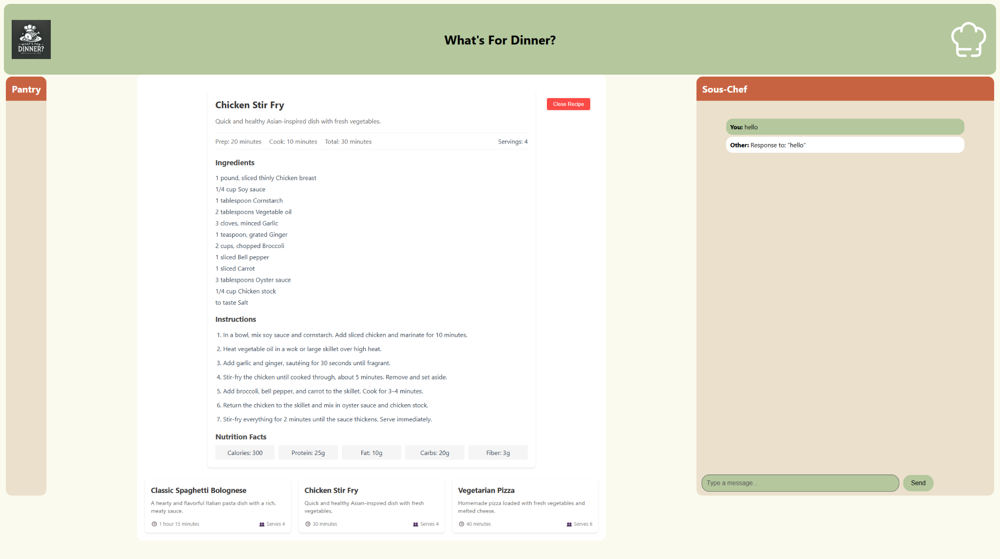 WHAT'S FOR
DINNER?
What's For Dinner?
Pantry
Chicken Stir Fry
Close Recipe
Quick and healthy Asian-inspired dish with fresh vegetables.
Prep: 20 minutes Cook: 10 minutes Total: 30 minutes Servings: 4
Ingredients
1 pound, sliced thinly Chicken breast
1/4 cup Soy sauce
1 tablespoon Cornstarch
2 tablespoons Vegetable oil
3 cloves, minced Garlic
1 teaspoon, grated Ginger
2 cups, chopped Broccoli
1 sliced Bell pepper
1 sliced Carrot
3 tablespoons Oyster sauce
1/4 cup Chicken stock
to taste Salt
Instructions
1. In a bowl, mix soy sauce and cornstarch. Add sliced chicken and marinate for 10 minutes.
2. Heat vegetable oil in a wok or large skillet over high heat.
3. Add garlic and ginger, sautéing for 30 seconds until fragrant.
4. Stir-fry the chicken until cooked through, about 5 minutes. Remove and set aside.
5. Add broccoli, bell pepper, and carrot to the skillet. Cook for 3–4 minutes.
6. Return the chicken to the skillet and mix in oyster sauce and chicken stock.
7. Stir-fry everything for 2 minutes until the sauce thickens. Serve immediately.
Nutrition Facts
Calories: 300 Protein: 25g Fat: 10g Carbs: 20g Fiber: 3g
Classic Spaghetti Bolognese
A hearty and flavorful Italian pasta dish with a rich,
meaty sauce.
1 hour 15 minutes Serves 4
Chicken Stir Fry
Quick and healthy Asian-inspired dish with fresh
vegetables.
30 minutes Serves 4
Vegetarian Pizza
Homemade pizza loaded with fresh vegetables and
melted cheese.
40 minutes Serves 6
Sous-Chef
You: hello
Other: Response to: "hello"
Type a message...
Send